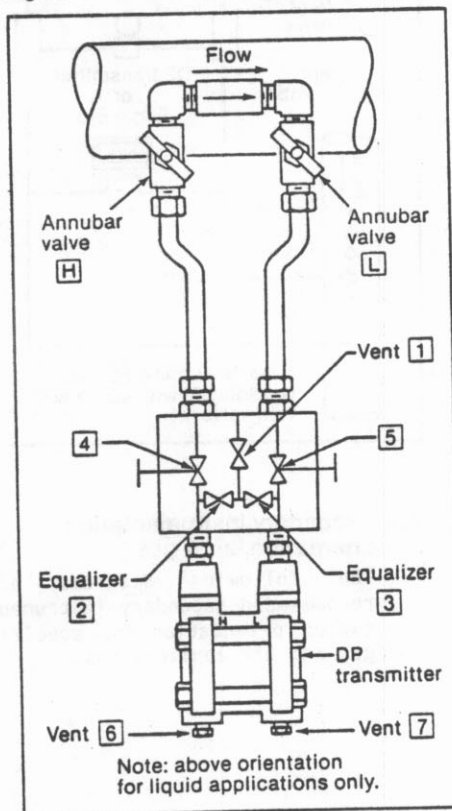 Flow
Annubar
valve
H
Annubar
valve
L
Vent 1
4
5
Equalizer
2
Equalizer
3
H L
DP
transmitter
Vent 6
Vent 7
Note: above orientation
for liquid applications only.